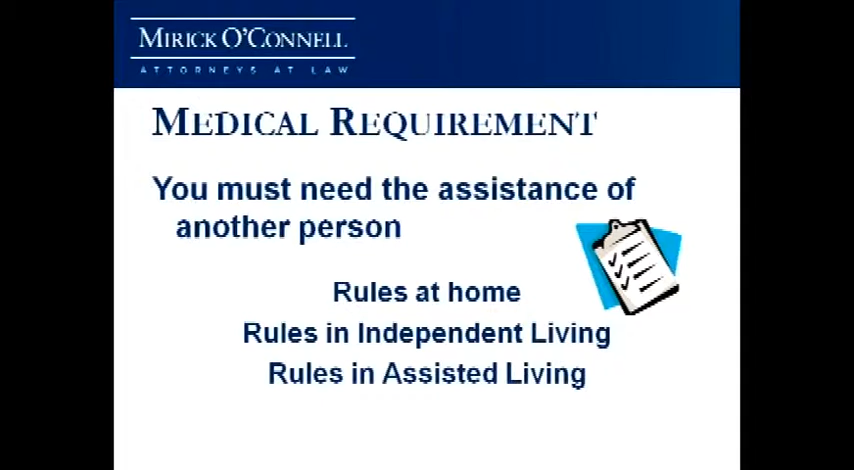 MIRICK O'CONNELL
ATTORNEYS AT LAW
MEDICAL REQUIREMENT
You must need the assistance of
another person
Rules at home
Rules in Independent Living
Rules in Assisted Living